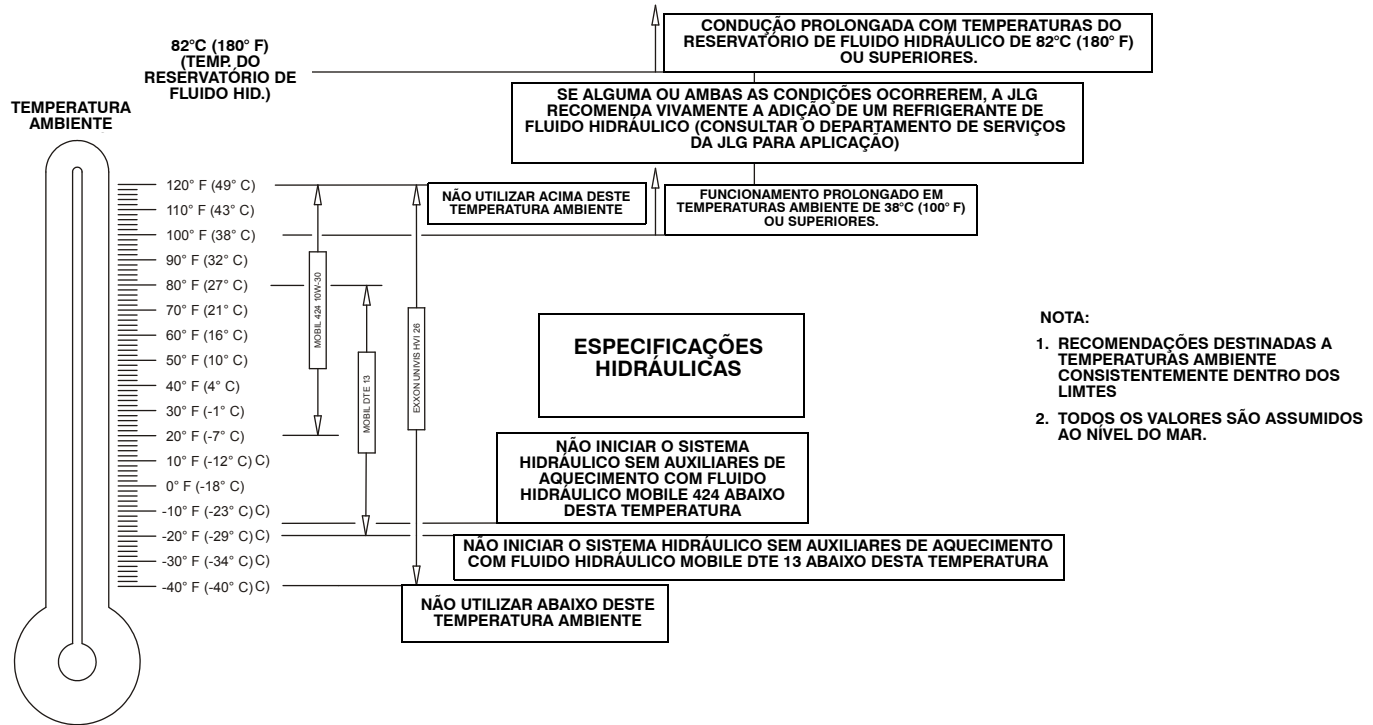 82°C (180° F)
(TEMP. DO
RESERVATÓRIO DE
FLUIDO HID.)
TEMPERATURA
AMBIENTE
CONDUÇÃO PROLONGADA COM TEMPERATURAS DO
RESERVATÓRIO DE FLUIDO HIDRÁULICO DE 82°C (180° F)
OU SUPERIORES.
SE ALGUMA OU AMBAS AS CONDIÇÕES OCORREREM, A JLG
RECOMENDA VIVAMENTE A ADIÇÃO DE UM REFRIGERANTE DE
FLUIDO HIDRÁULICO (CONSULTAR O DEPARTAMENTO DE SERVIÇOS
DA JLG PARA APLICAÇÃO)
120° F (49° C)
110° F (43° C)
100° F (38° C)
90° F (32° C)
80° F (27° C)
70° F (21° C)
60° F (16° C)
50° F (10° C)
40° F (4° C)
30° F (-1° C)
20° F (-7° C)
10° F (-12° C) C)
0° F (-18° C)
-10° F (-23° C) C)
-20° F (-29° C) C)
-30° F (-34° C) C)
-40° F (-40° C) C)
MOBIL 424 10W-30
MOBIL DTE 13
EXXON UNIVIS HVI 26
NÃO UTILIZAR ACIMA DESTE
TEMPERATURA AMBIENTE
FUNCIONAMENTO PROLONGADO EM
TEMPERATURAS AMBIENTE DE 38°C (100° F)
OU SUPERIORES.
ESPECIFICAÇÕES
HIDRÁULICAS
NÃO INICIAR O SISTEMA
HIDRÁULICO SEM AUXILIARES DE
AQUECIMENTO COM FLUIDO
HIDRÁULICO MOBILE 424 ABAIXO
DESTA TEMPERATURA
NÃO INICIAR O SISTEMA HIDRÁULICO SEM AUXILIARES DE AQUECIMENTO
COM FLUIDO HIDRÁULICO MOBILE DTE 13 ABAIXO DESTA TEMPERATURA
NÃO UTILIZAR ABAIXO DESTE
TEMPERATURA AMBIENTE
NOTA:
1. RECOMENDAÇÕES DESTINADAS A
TEMPERATURAS AMBIENTE
CONSISTENTEMENTE DENTRO DOS
LIMTES
2. TODOS OS VALORES SÃO ASSUMIDOS
AO NÍVEL DO MAR.